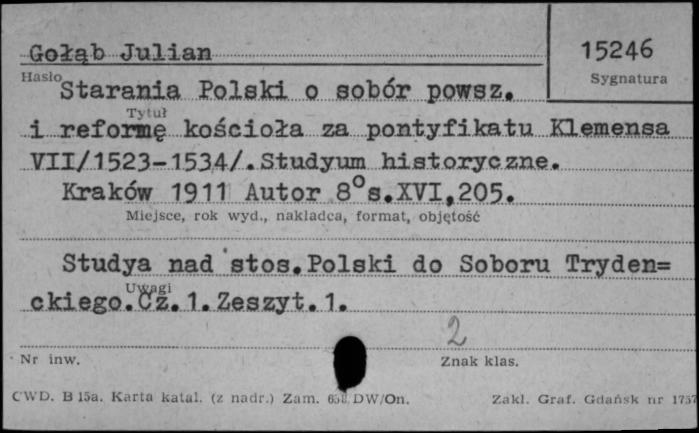 Gołąb Julian
15246
Hasło
Sygnatura
Starania Polski o sobór powsz.
Tytuł
i reformę kościoła za pontyfikatu Klemensa
VII/1523-1534/.Studyum historyczne.
Kraków 1911 Autor 8° s.XVI,205.
Miejsce, rok wyd., nakładca, format, objętość
Studya nad stos.Polski do Soboru Tryden=
Uwagi
ckiego.Cz.1.Zeszyt.1.
2
Nr inw.
Znak klas.
CWD. B 15a. Karta katal. (z nadr.) Zam. DW/On.
Zakł. Graf. Gdańsk nr 1757